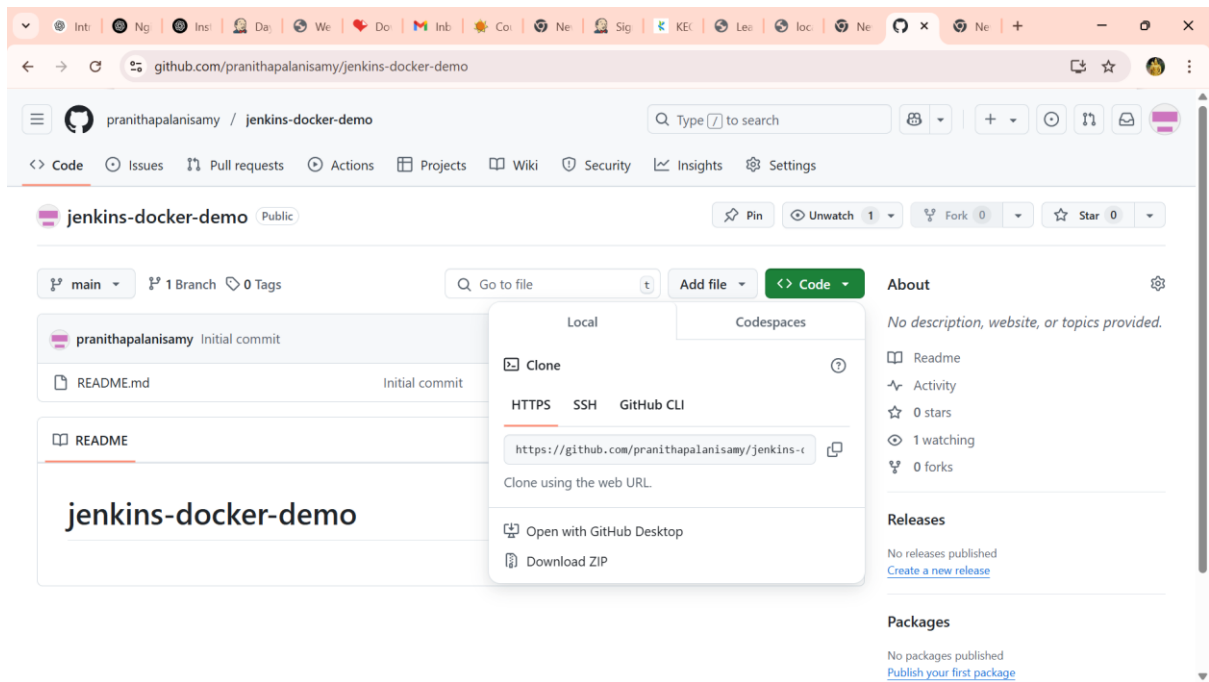 Intr
Ng
Inst
Day
We
Do
Inb
Con
Ne
Sig
KEC
Lea
loc
Ne
Ne
github.com/pranithapalanisamy/jenkins-docker-demo
pranithapalanisamy / jenkins-docker-demo
Type / to search
Code Issues Pull requests Actions Projects Wiki Security Insights Settings
jenkins-docker-demo Public
Pin Unwatch 1 Fork 0 Star 0
main 1 Branch 0 Tags Go to file t Add file Code
About
Local Codespaces
No description, website, or topics provided.
pranithapalanisamy Initial commit
Clone
Readme
README.md Initial commit
Activity
HTTPS SSH GitHub CLI
0 stars
README
1 watching
https://github.com/pranithapalanisamy/jenkins-
0 forks
Clone using the web URL.
jenkins-docker-demo
Releases
Open with GitHub Desktop
No releases published
Download ZIP
Create a new release
Packages
No packages published
Publish your first package